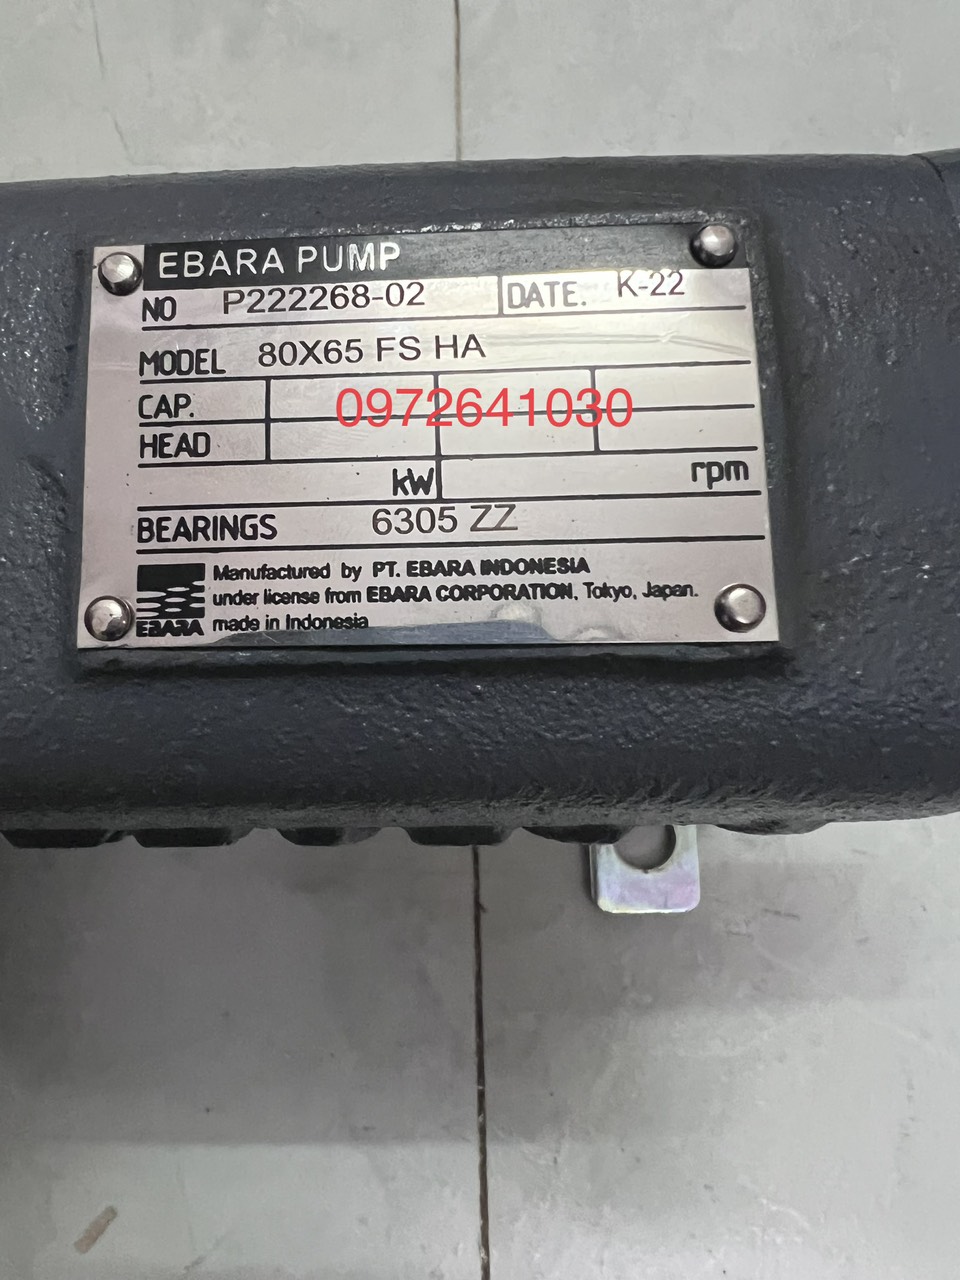 EBARA PUMP
NO P222268-02 DATE. K-22
MODEL 80X65 FS HA
CAP.
0972641030
HEAD
kW rpm
BEARINGS 6305 ZZ
Manufactured by PT. EBARA INDONESIA
under license from EBARA CORPORATION, Tokyo, Japan.
EBARA made in Indonesia